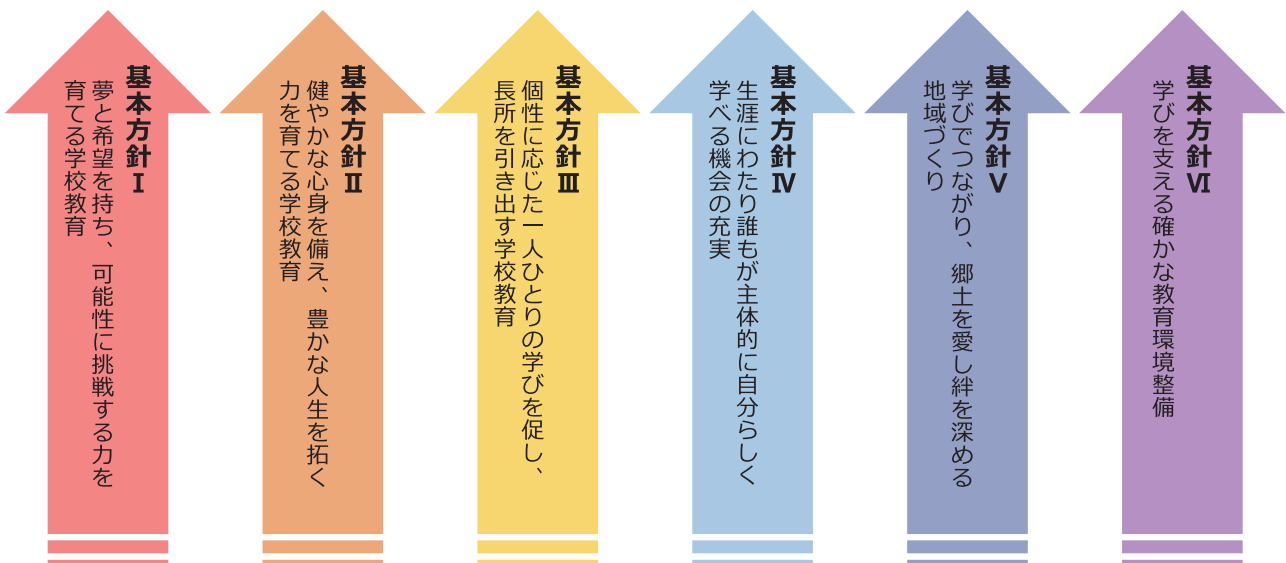 基本方針Ⅰ
夢と希望を持ち、可能性に挑戦する力を
育てる学校教育
基本方針Ⅱ
健やかな心身を備え、豊かな人生を拓く
力を育てる学校教育
基本方針Ⅲ
個性に応じた一人ひとりの学びを促し、
長所を引き出す学校教育
基本方針Ⅳ
生涯にわたり誰もが主体的に自分らしく
学べる機会の充実
基本方針Ⅴ
学びでつながり、郷土を愛し絆を深める
地域づくり
基本方針Ⅵ
学びを支える確かな教育環境整備